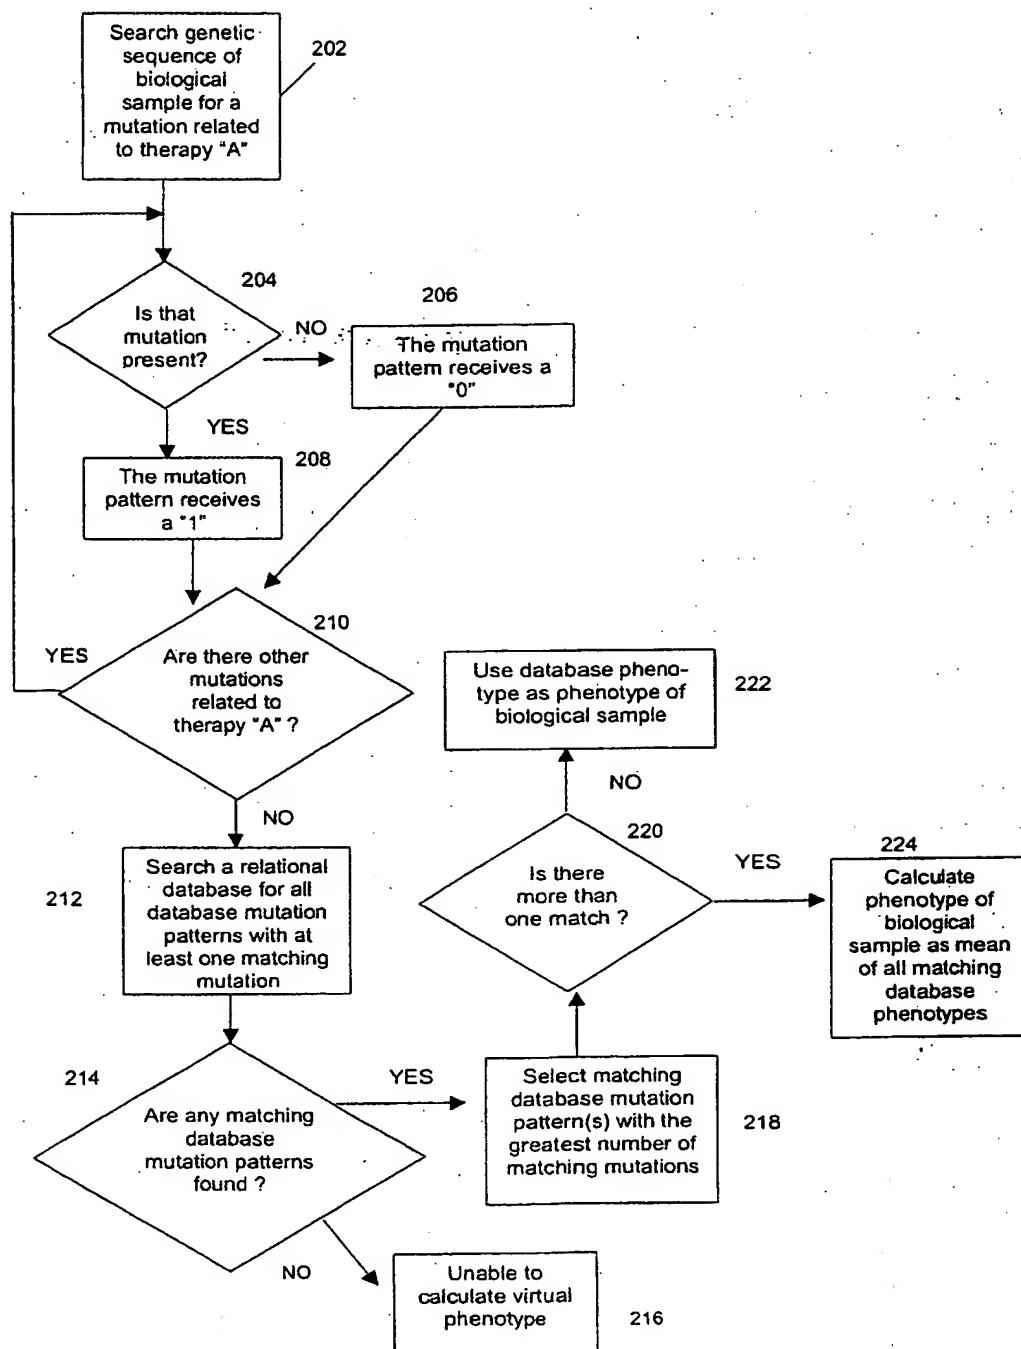 Search genetic
sequence of
biological
sample for a
mutation related
to therapy "A"
202
204
Is that
mutation
present?
NO
206
The mutation
pattern receives a
"0"
YES
208
The mutation
pattern receives
a "1"
210
YES
Are there other
mutations
related to
therapy "A" ?
NO
212
Search a relational
database for all
database mutation
patterns with at
least one matching
mutation
214
Are any matching
database
mutation patterns
found ?
YES
NO
Unable to
calculate virtual
phenotype
216
Select matching
database mutation
pattern(s) with the
greatest number of
matching mutations
218
220
Is there
more than
one match ?
NO
Use database pheno-
type as phenotype of
biological sample
222
YES
224
Calculate
phenotype of
biological
sample as mean
of all matching
database
phenotypes